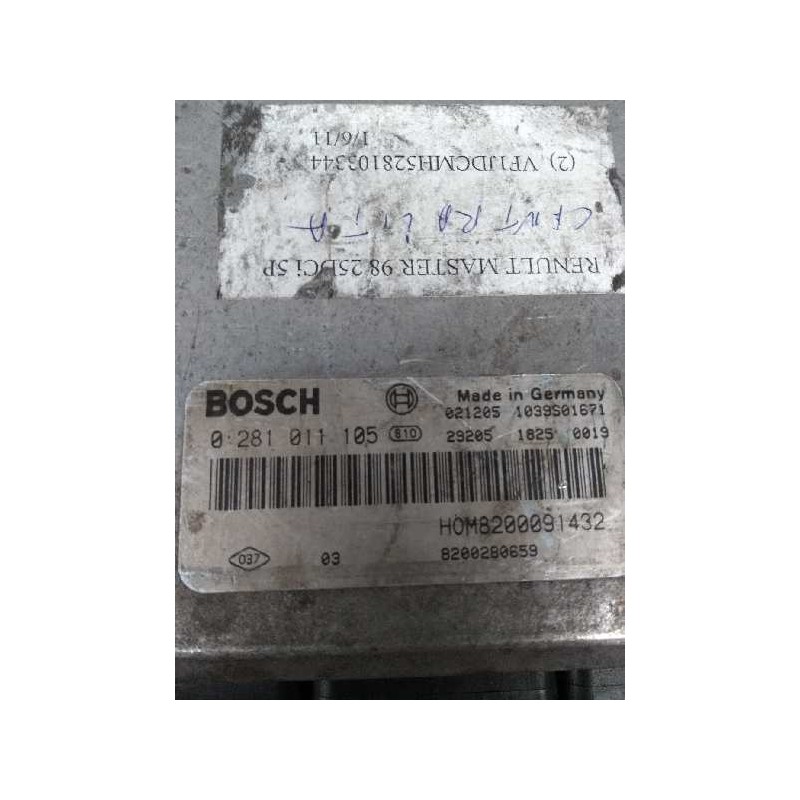 RENULT MASTER 98 25DCi 5P
CENTRALITA
(2) VF1JDCMH528103344
1/6/11
BOSCH
Made in Germany
021205 1039S01671
0 281 011 105 B10 29205 1825 0019
HOM8200091432
037 03 8200280659